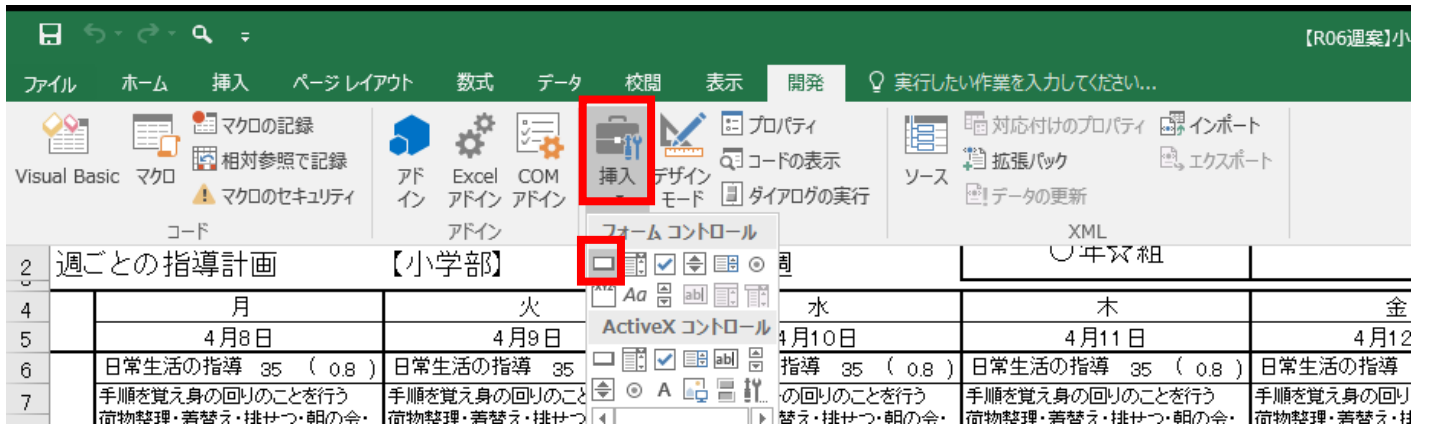 【R06週案】小
ファイル ホーム 挿入 ページ レイアウト 数式 データ 校閲 表示 開発 実行したい作業を入力してください...
Visual Basic
マクロ
マクロの記録
相対参照で記録
マクロのセキュリティ
コード
アドイン
Excel アドイン
COM アドイン
アドイン
挿入
デザイン モード
プロパティ
コードの表示
ダイアログの実行
ソース
対応付けのプロパティ
拡張パック
データの更新
インポート
エクスポート
XML
フォーム コントロール
XYZ Aa ab|
ActiveX コントロール
ab|
A
2 週ごとの指導計画 【小学部】 週 〇年☆組
4 月 火 水 木 金
5 4月8日 4月9日 4月10日 4月11日 4月12
6 日常生活の指導 35 ( 0.8 ) 日常生活の指導 35 指導 35 ( 0.8 ) 日常生活の指導 35 ( 0.8 ) 日常生活の指導
7 手順を覚え身の回りのことを行う 手順を覚え身の回りのこと の回りのことを行う 手順を覚え身の回りのことを行う 手順を覚え身の回り
荷物整理・着替え・排せつ・朝の会・ 荷物整理・着替え・排せつ 替え・排せつ・朝の会・ 荷物整理・着替え・排せつ・朝の会・ 荷物整理・着替え・排